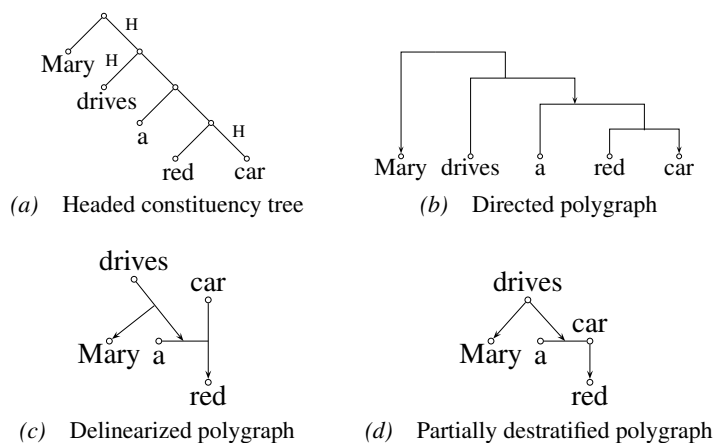 H
Mary H
drives
a H
red car
(a) Headed constituency tree
Mary drives a red car
(b) Directed polygraph
drives
car
Mary a
red
(c) Delinearized polygraph
drives
car
Mary a
red
(d) Partially destratified polygraph